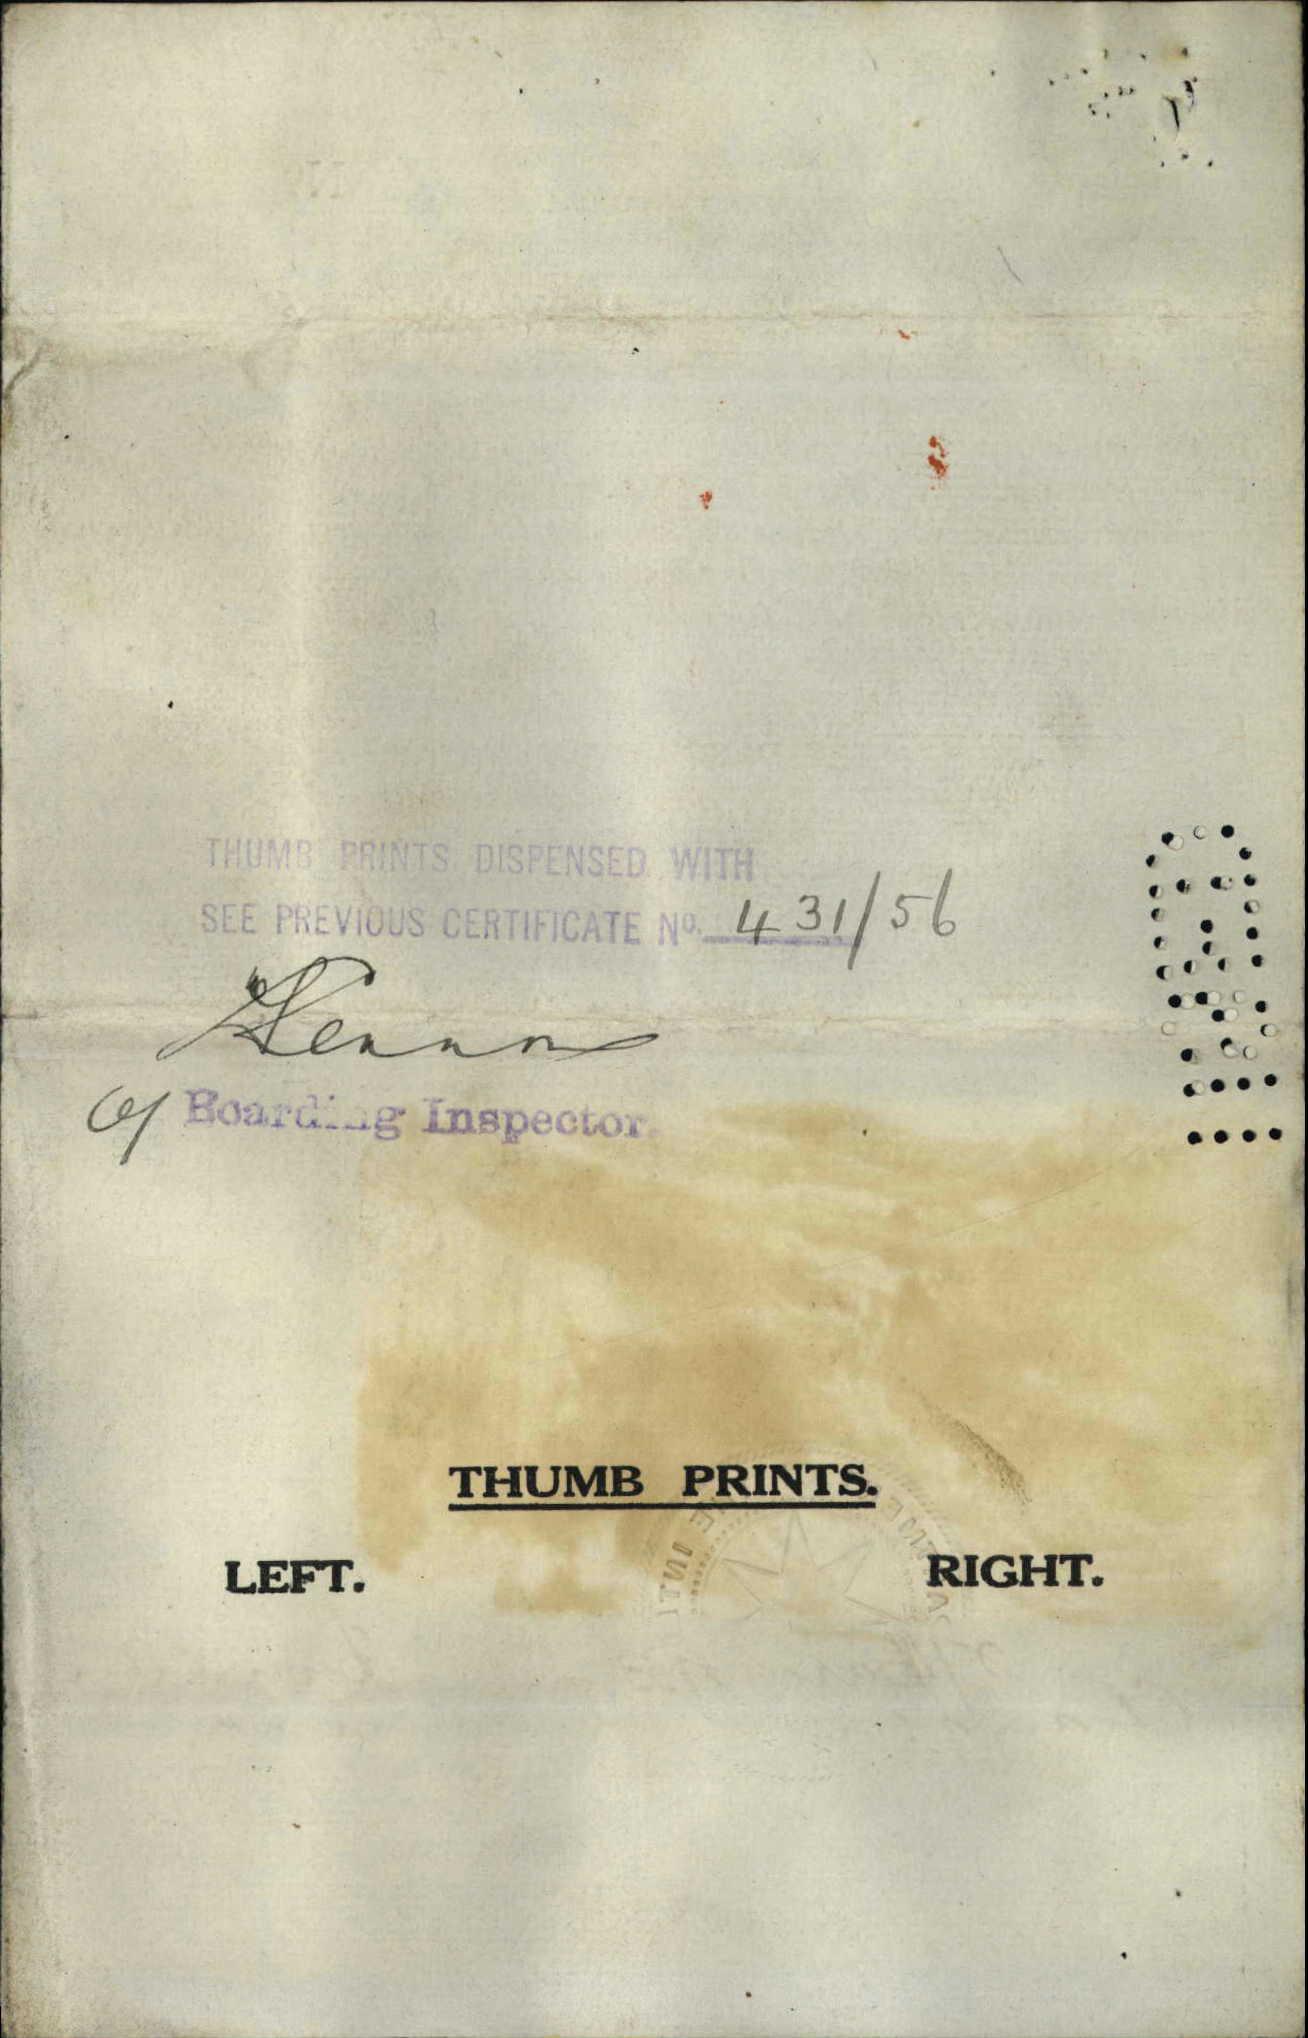 THUMB PRINTS DISPENSED WITH
SEE PREVIOUS CERTIFICATE No. 431/56
Boarding Inspector.
THUMB PRINTS.
LEFT.
RIGHT.